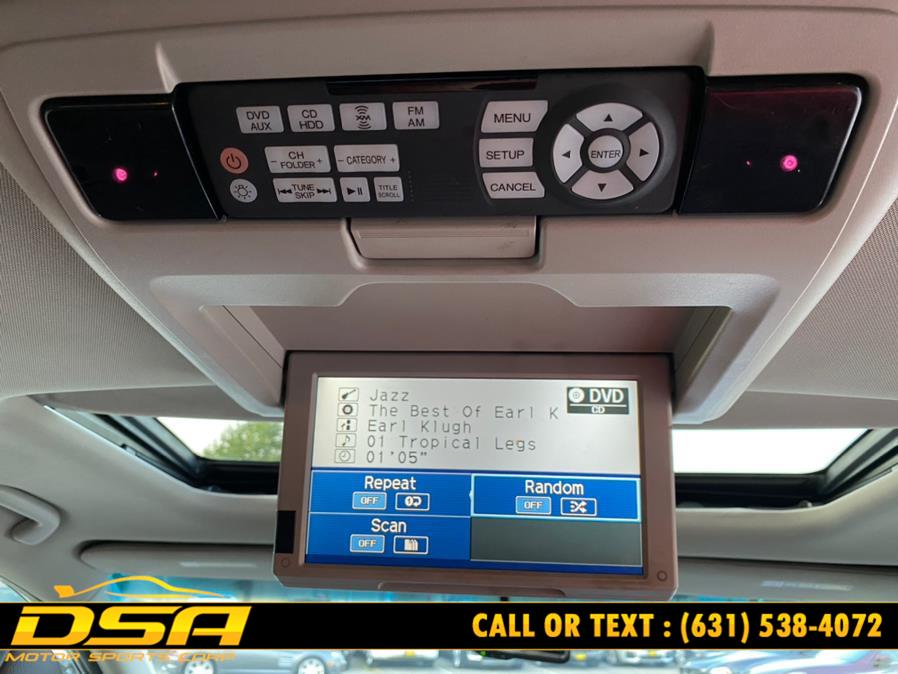 DVD AUX
CD HDD
XM
FM AM
MENU
- CH FOLDER +
- CATEGORY +
SETUP
ENTER
TUNE SKIP
TITLE SCROLL
CANCEL
Jazz
DVD
CD
The Best Of Earl K
Earl Klugh
01 Tropical Legs
01'05"
Repeat
OFF
Random
OFF
Scan
OFF
DSA
MOTOR SPORTS CORP
CALL OR TEXT : (631) 538-4072